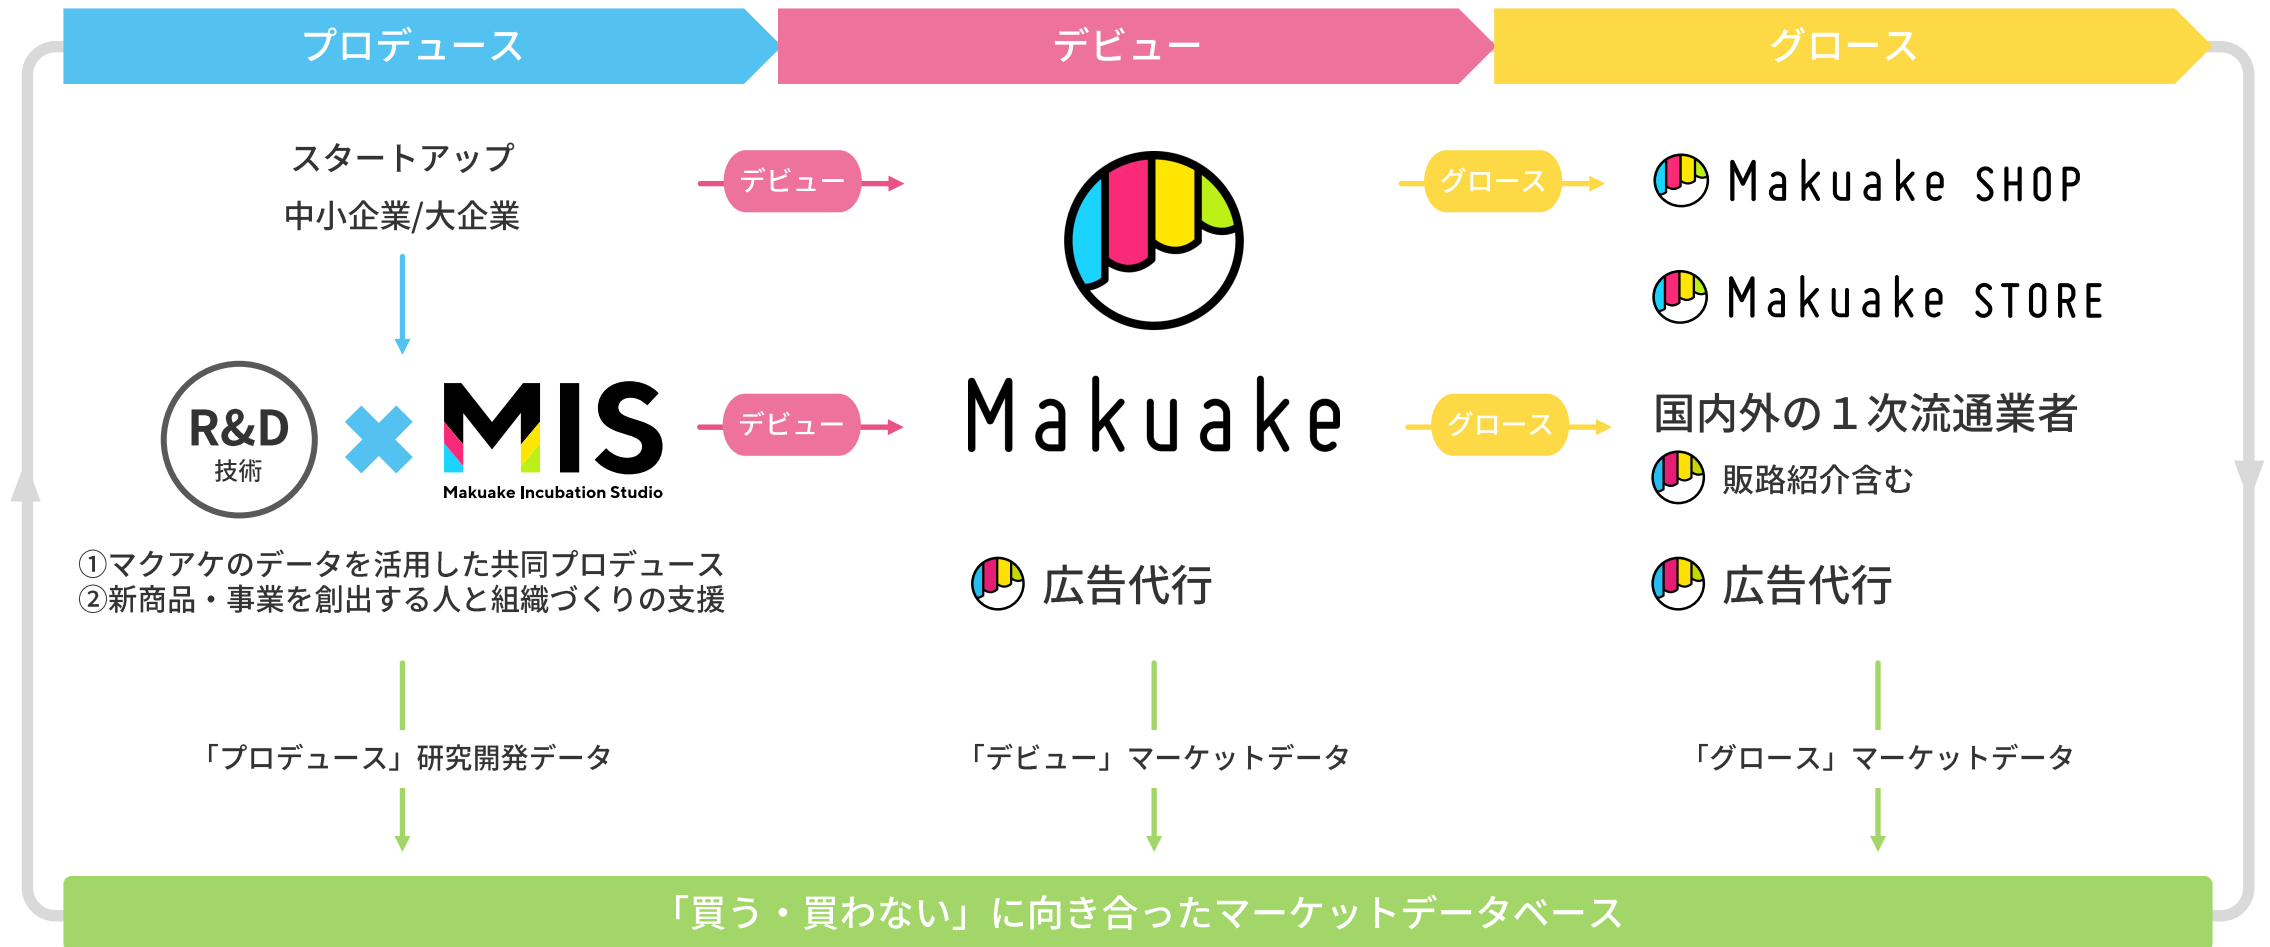 プロデュース
デビュー
グロース
スタートアップ
中小企業/大企業
デビュー
グロース
Makuake SHOP
Makuake STORE
R&D
技術
MIS
Makuake Incubation Studio
デビュー
Makuake
グロース
国内外の１次流通業者
販路紹介含む
①マクアケのデータを活用した共同プロデュース
②新商品・事業を創出する人と組織づくりの支援
広告代行
広告代行
「プロデュース」研究開発データ
「デビュー」マーケットデータ
「グロース」マーケットデータ
「買う・買わない」に向き合ったマーケットデータベース